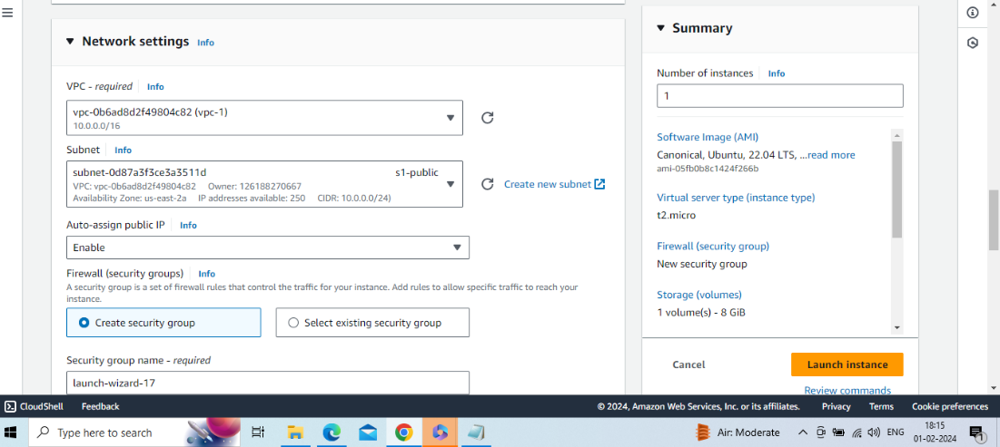 Network settings Info
VPC - required Info
vpc-0b6ad8d2f49804c82 (vpc-1)
10.0.0.0/16
Subnet Info
subnet-0d87a3f3ce3a3511d s1-public
VPC: vpc-0b6ad8d2f49804c82 Owner: 126188270667
Availability Zone: us-east-2a IP addresses available: 250 CIDR: 10.0.0.0/24)
Create new subnet
Auto-assign public IP Info
Enable
Firewall (security groups) Info
A security group is a set of firewall rules that control the traffic for your instance. Add rules to allow specific traffic to reach your
instance.
Create security group
Select existing security group
Security group name - required
launch-wizard-17
Summary
Number of instances Info
1
Software Image (AMI)
Canonical, Ubuntu, 22.04 LTS, ...read more
ami-05fb0b8c1424f266b
Virtual server type (instance type)
t2.micro
Firewall (security group)
New security group
Storage (volumes)
1 volume(s) - 8 GiB
Cancel
Launch instance
Review commands
CloudShell Feedback © 2024, Amazon Web Services, Inc. or its affiliates. Privacy Terms Cookie preferences
Type here to search
Air: Moderate
ENG
18:15
01-02-2024
1